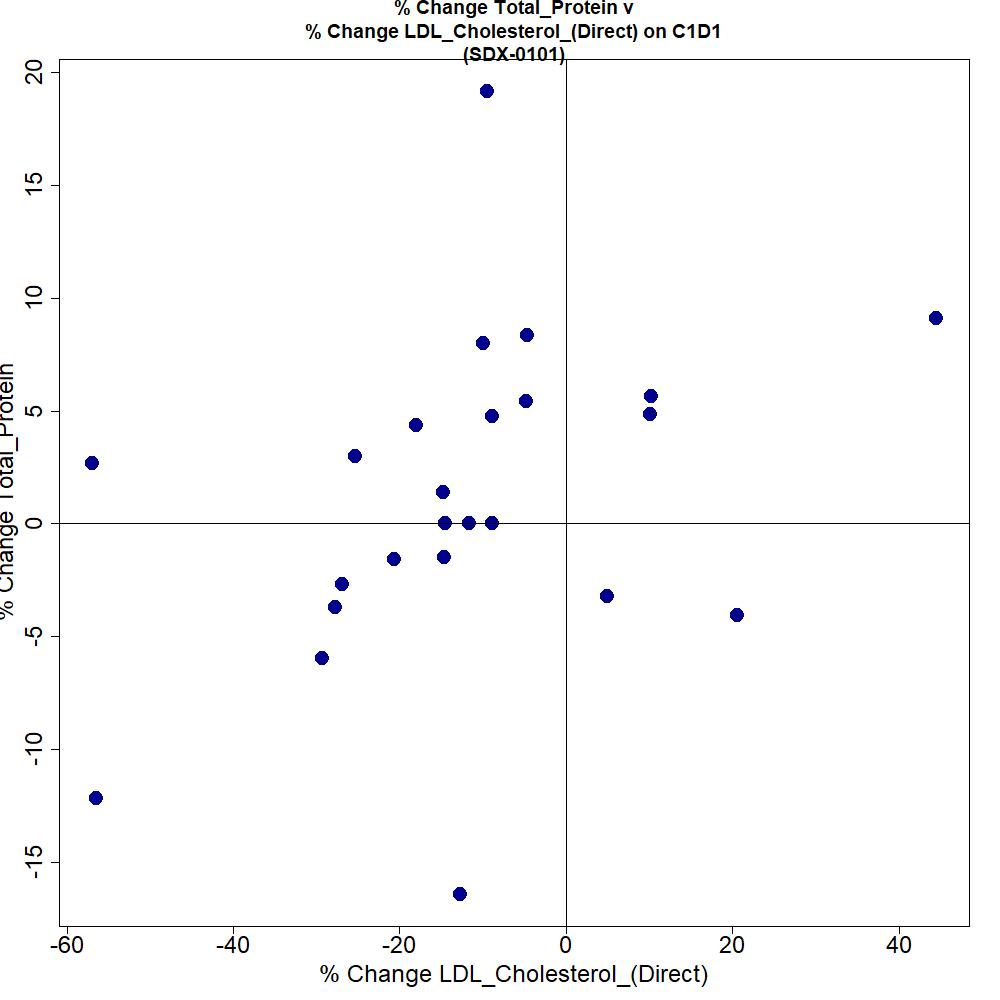 % Change Total_Protein v
% Change LDL_Cholesterol_(Direct) on C1D1
(SDX-0101)
% Change Total_Protein
20
15
10
5
0
-5
-10
-15
-60
-40
-20
0
20
40
% Change LDL_Cholesterol_(Direct)